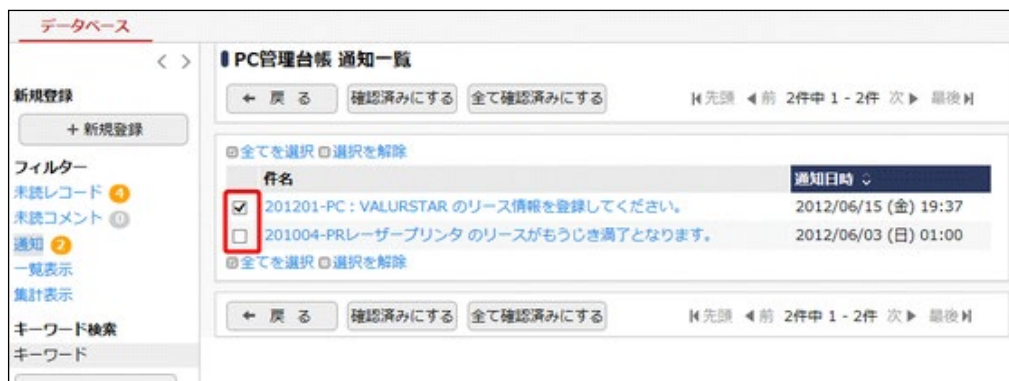 データベース
< >
新規登録
+ 新規登録
フィルター
未読レコード 4
未読コメント 0
通知 2
一覧表示
集計表示
キーワード検索
キーワード
PC管理台帳 通知一覧
← 戻る 確認済みにする 全て確認済みにする 先頭 前 2件中 1 - 2件 次 最後
全てを選択 選択を解除
件名 通知日時
201201-PC：VALURSTAR のリース情報を登録してください。 2012/06/15 (金) 19:37
201004-PRレーザープリンタ のリースがもうじき満了となります。 2012/06/03 (日) 01:00
全てを選択 選択を解除
← 戻る 確認済みにする 全て確認済みにする 先頭 前 2件中 1 - 2件 次 最後